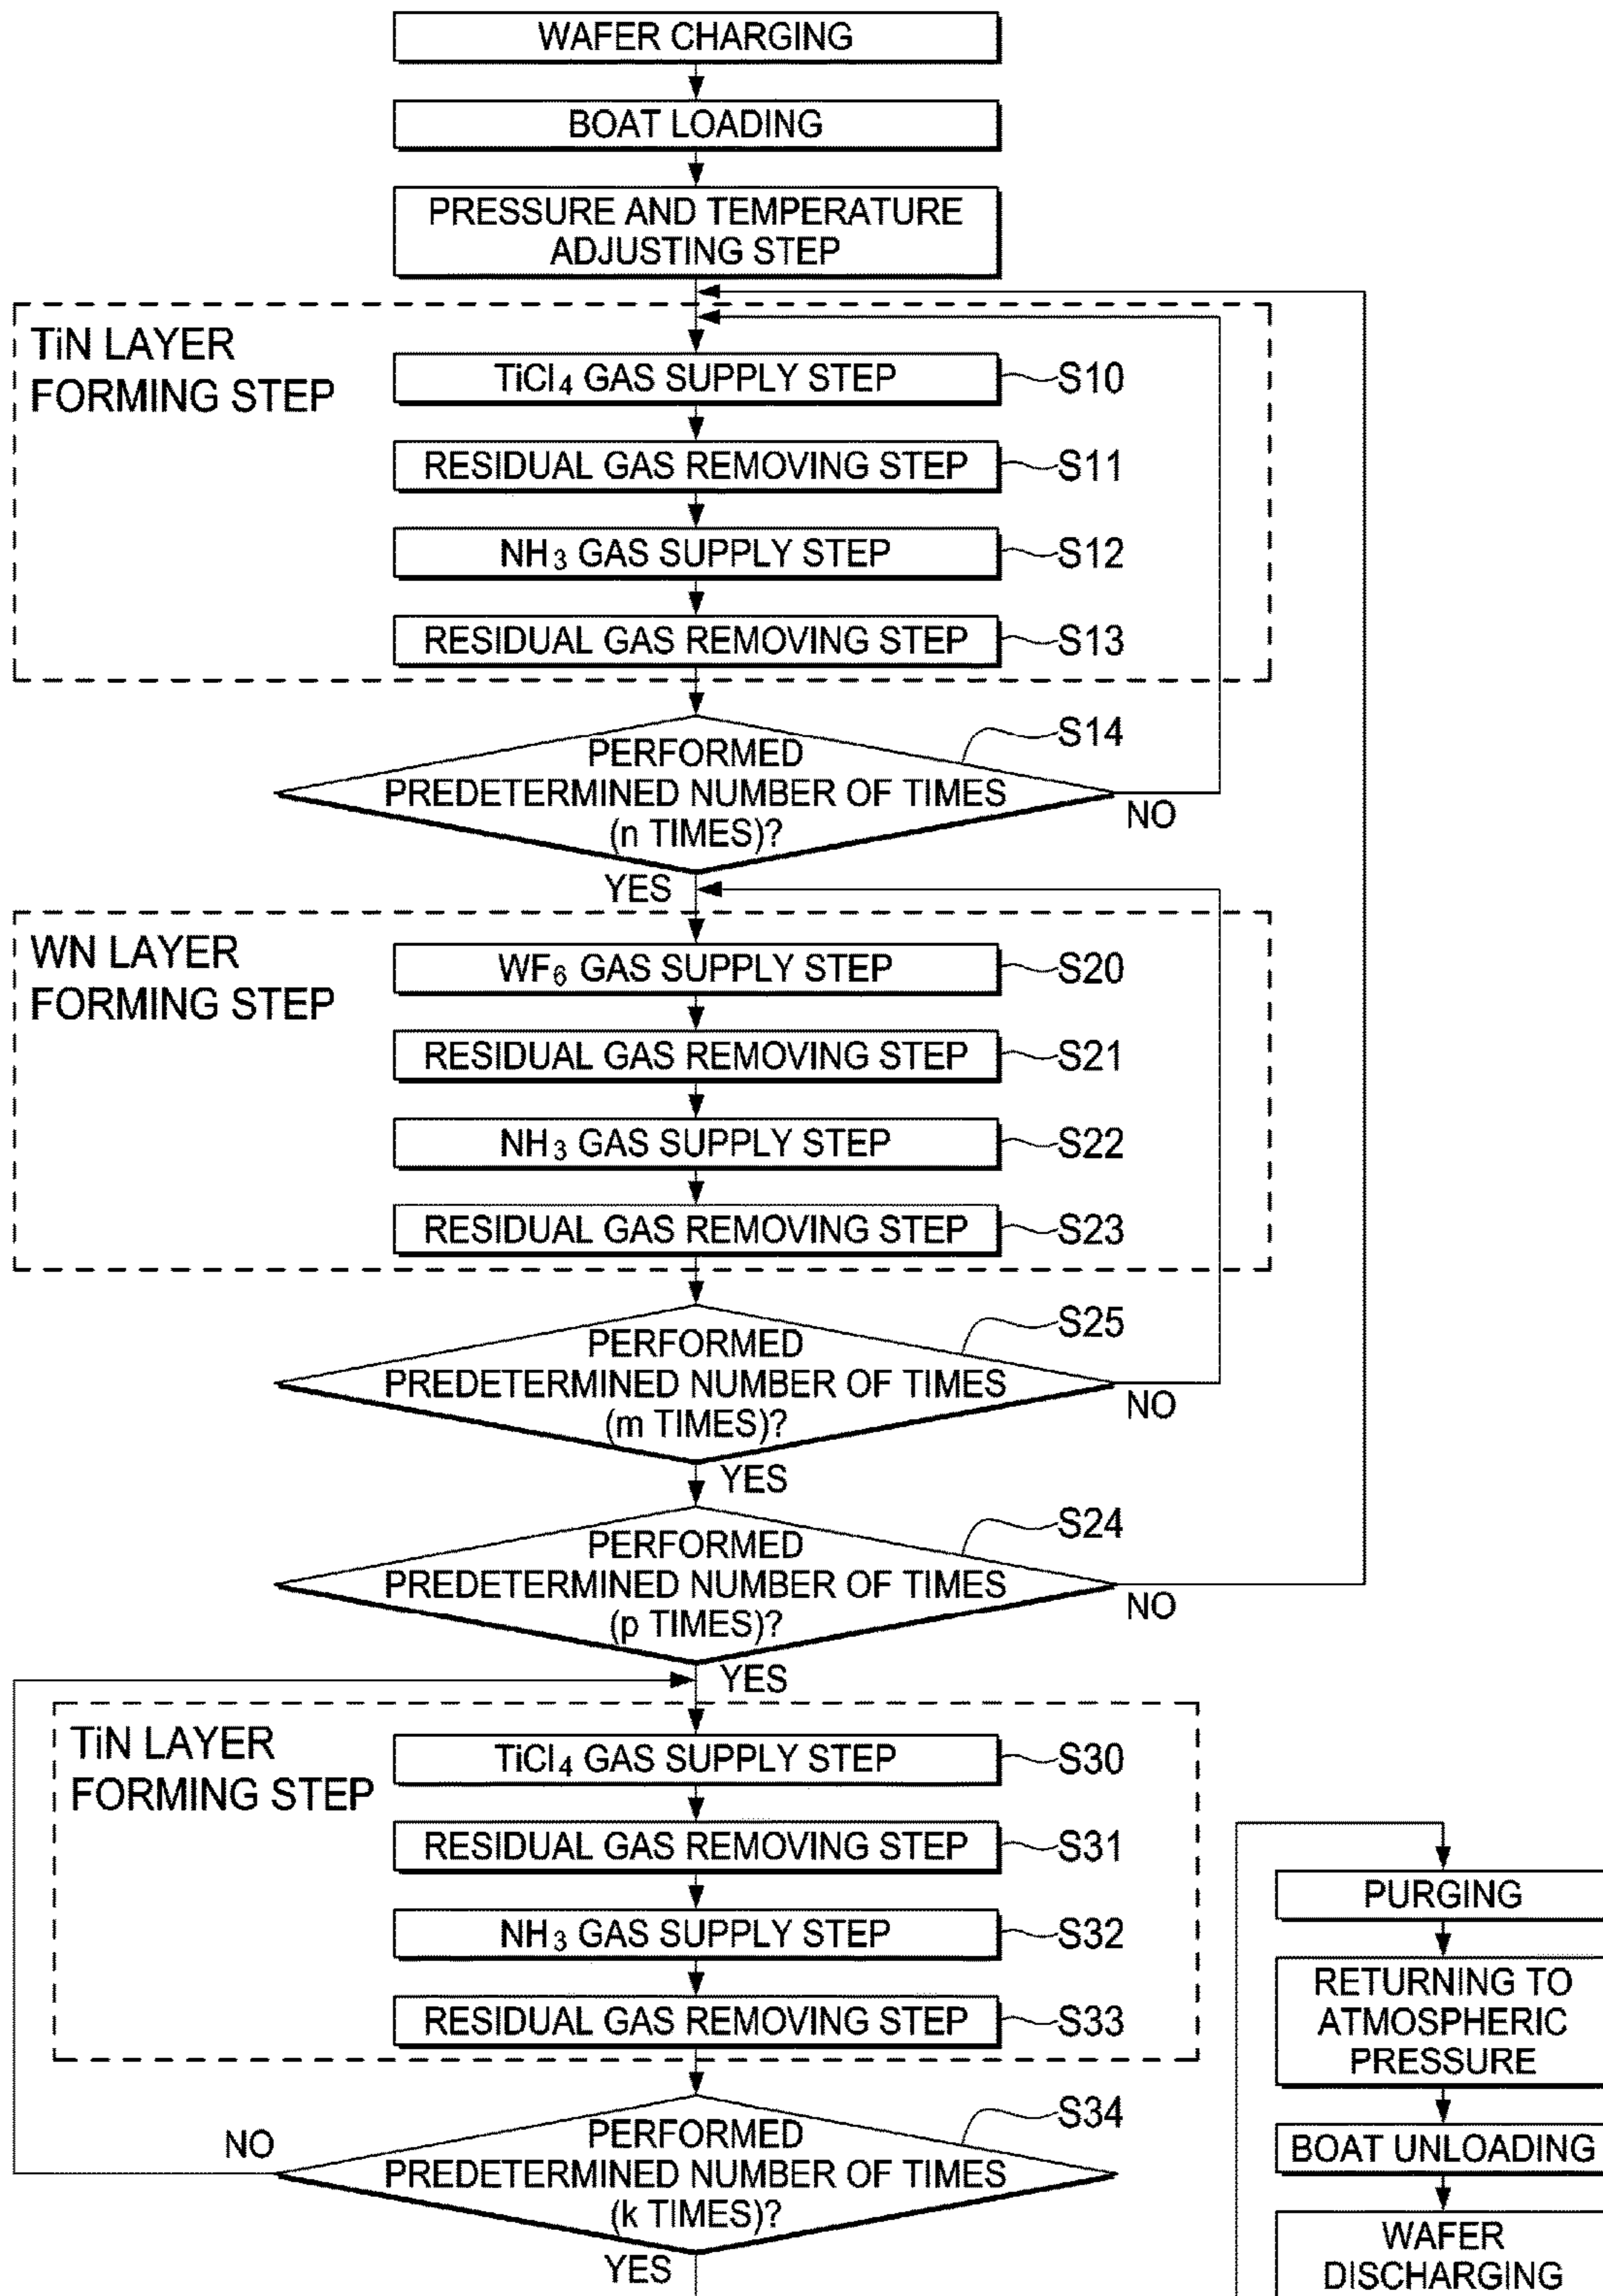 WAFER CHARGING
BOAT LOADING
PRESSURE AND TEMPERATURE
ADJUSTING STEP
TiN LAYER
FORMING STEP
TiCl4 GAS SUPPLY STEP
S10
RESIDUAL GAS REMOVING STEP
S11
NH3 GAS SUPPLY STEP
S12
RESIDUAL GAS REMOVING STEP
S13
PERFORMED
PREDETERMINED NUMBER OF TIMES
(n TIMES)?
S14
NO
YES
WN LAYER
FORMING STEP
WF6 GAS SUPPLY STEP
S20
RESIDUAL GAS REMOVING STEP
S21
NH3 GAS SUPPLY STEP
S22
RESIDUAL GAS REMOVING STEP
S23
PERFORMED
PREDETERMINED NUMBER OF TIMES
(m TIMES)?
S25
NO
YES
PERFORMED
PREDETERMINED NUMBER OF TIMES
(p TIMES)?
S24
NO
YES
TiN LAYER
FORMING STEP
TiCl4 GAS SUPPLY STEP
S30
RESIDUAL GAS REMOVING STEP
S31
NH3 GAS SUPPLY STEP
S32
RESIDUAL GAS REMOVING STEP
S33
PERFORMED
PREDETERMINED NUMBER OF TIMES
(k TIMES)?
S34
NO
YES
PURGING
RETURNING TO
ATMOSPHERIC
PRESSURE
BOAT UNLOADING
WAFER
DISCHARGING